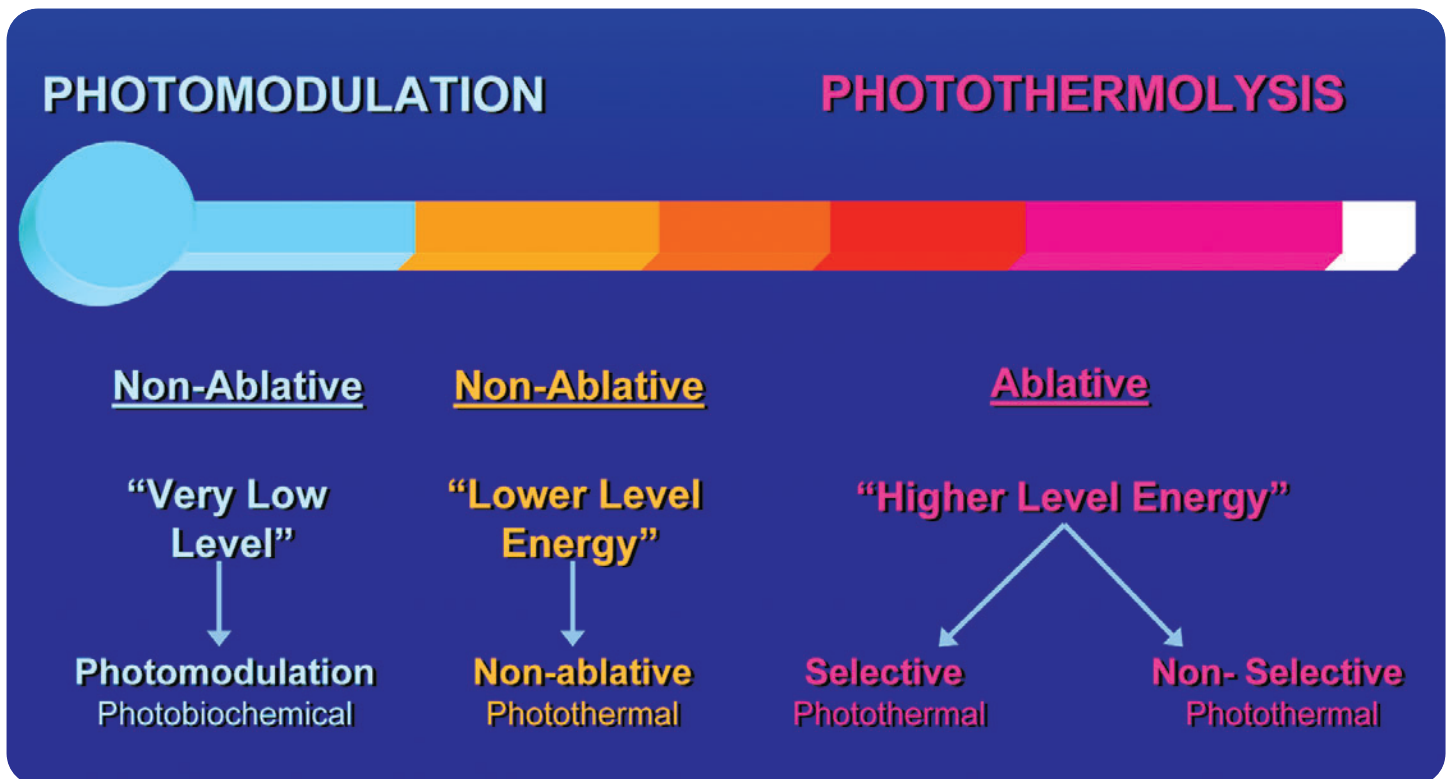 PHOTOMODULATION
PHOTOTHERMOLYSIS
Non-Ablative
Non-Ablative
Ablative
“Very Low
Level”
“Lower Level
Energy”
“Higher Level Energy”
Photomodulation
Photobiochemical
Non-ablative
Photothermal
Selective
Photothermal
Non- Selective
Photothermal